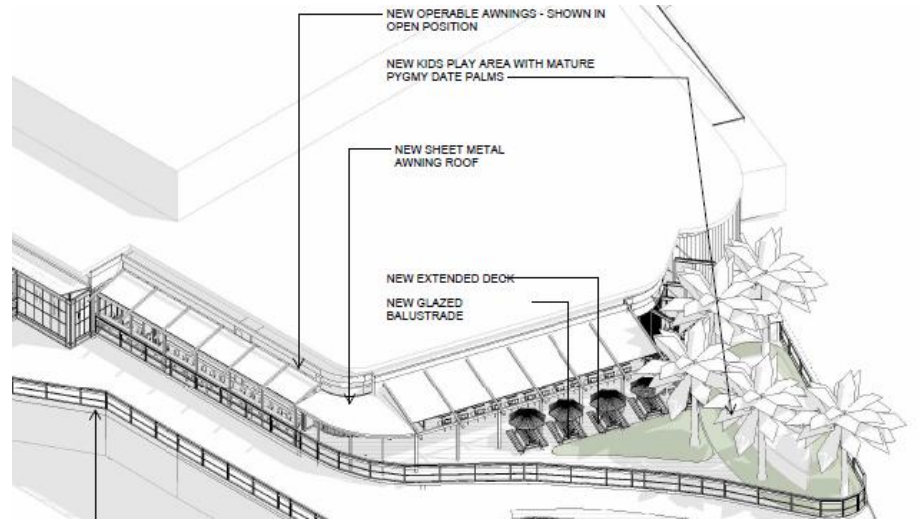 NEW OPERABLE AWNINGS - SHOWN IN
OPEN POSITION
NEW KIDS PLAY AREA WITH MATURE
PYGMY DATE PALMS
NEW SHEET METAL
AWNING ROOF
NEW EXTENDED DECK
NEW GLAZED
BALUSTRADE